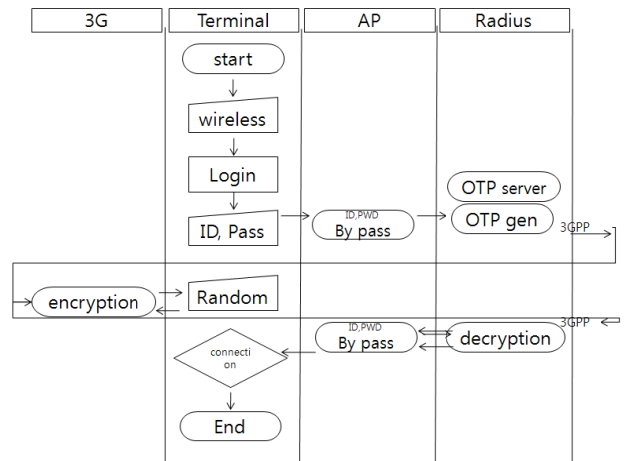 3G
Terminal
AP
Radius
start
wireless
Login
ID, Pass
ID,PWD
By pass
OTP server
OTP gen
3GPP
encryption
Random
3GPP
connecti
on
ID,PWD
By pass
decryption
End